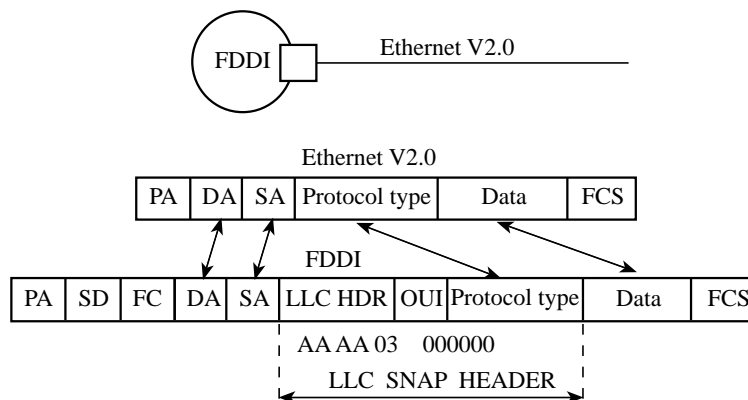 FDDI Ethernet V2.0
Ethernet V2.0
PA DA SA Protocol type Data FCS
FDDI
PA SD FC DA SA LLC HDR OUI Protocol type Data FCS
AA AA 03 000000
LLC SNAP HEADER